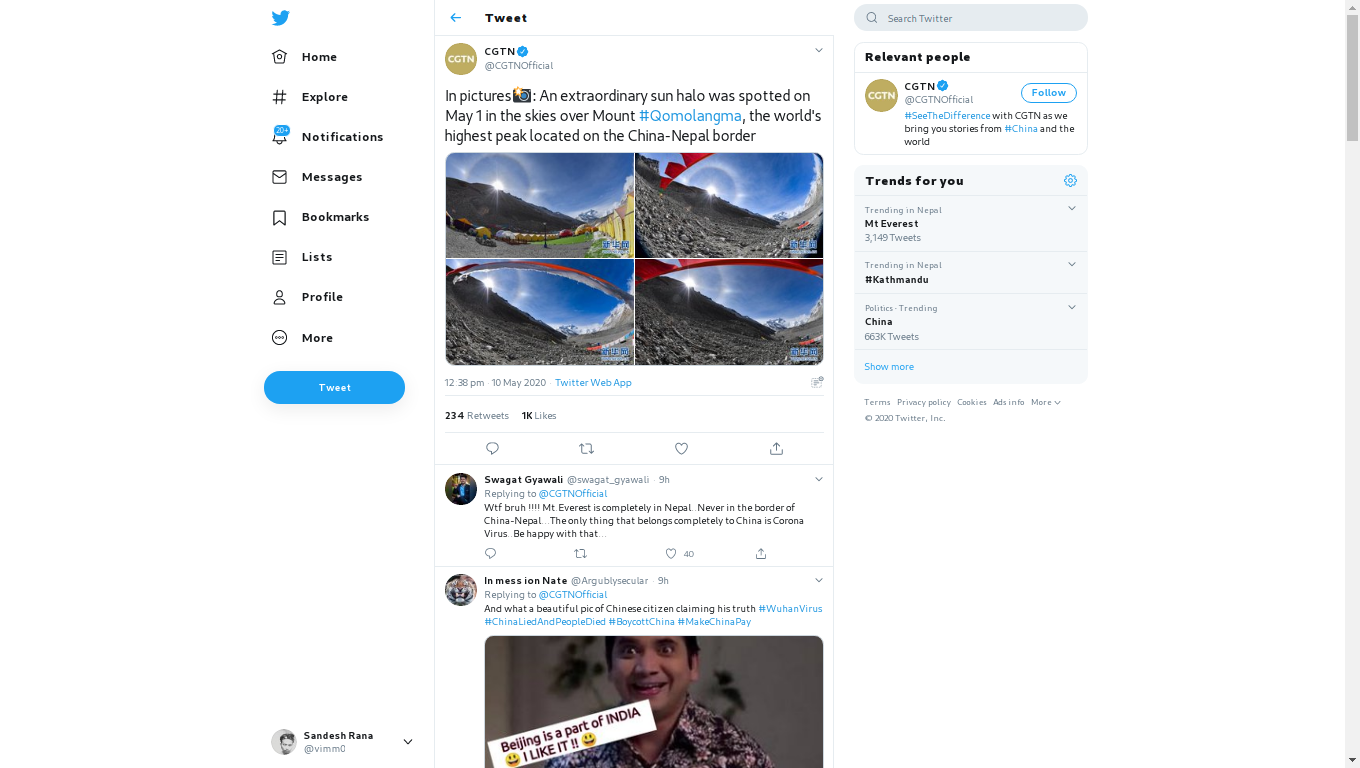 Tweet
Search Twitter
Home
Explore
20+
Notifications
Messages
Bookmarks
Lists
Profile
More
Tweet
Sandesh Rana
@vimm0
CGTN
CGTN
@CGTNOfficial
In pictures📸: An extraordinary sun halo was spotted on
May 1 in the skies over Mount #Qomolangma, the world's
highest peak located on the China-Nepal border
新华网
新华网
新华网
新华网
12:38 pm · 10 May 2020 · Twitter Web App
234 Retweets 1K Likes
Swagat Gyawali @swagat_gyawali · 9h
Replying to @CGTNOfficial
Wtf bruh !!!! Mt. Everest is completely in Nepal.. Never in the border of
China-Nepal... The only thing that belongs completely to China is Corona
Virus.. Be happy with that...
40
In mess ion Nate @Argublysecular · 9h
Replying to @CGTNOfficial
And what a beautiful pic of Chinese citizen claiming his truth #WuhanVirus
#ChinaLiedAndPeopleDied #BoycottChina #MakeChinaPay
Beijing is a part of INDIA
😃 I LIKE IT !! 😃
Relevant people
CGTN
CGTN
@CGTNOfficial
Follow
#SeeTheDifference with CGTN as we
bring you stories from #China and the
world
Trends for you
Trending in Nepal
Mt Everest
3,149 Tweets
Trending in Nepal
#Kathmandu
Politics · Trending
China
663K Tweets
Show more
Terms Privacy policy Cookies Ads info More
© 2020 Twitter, Inc.